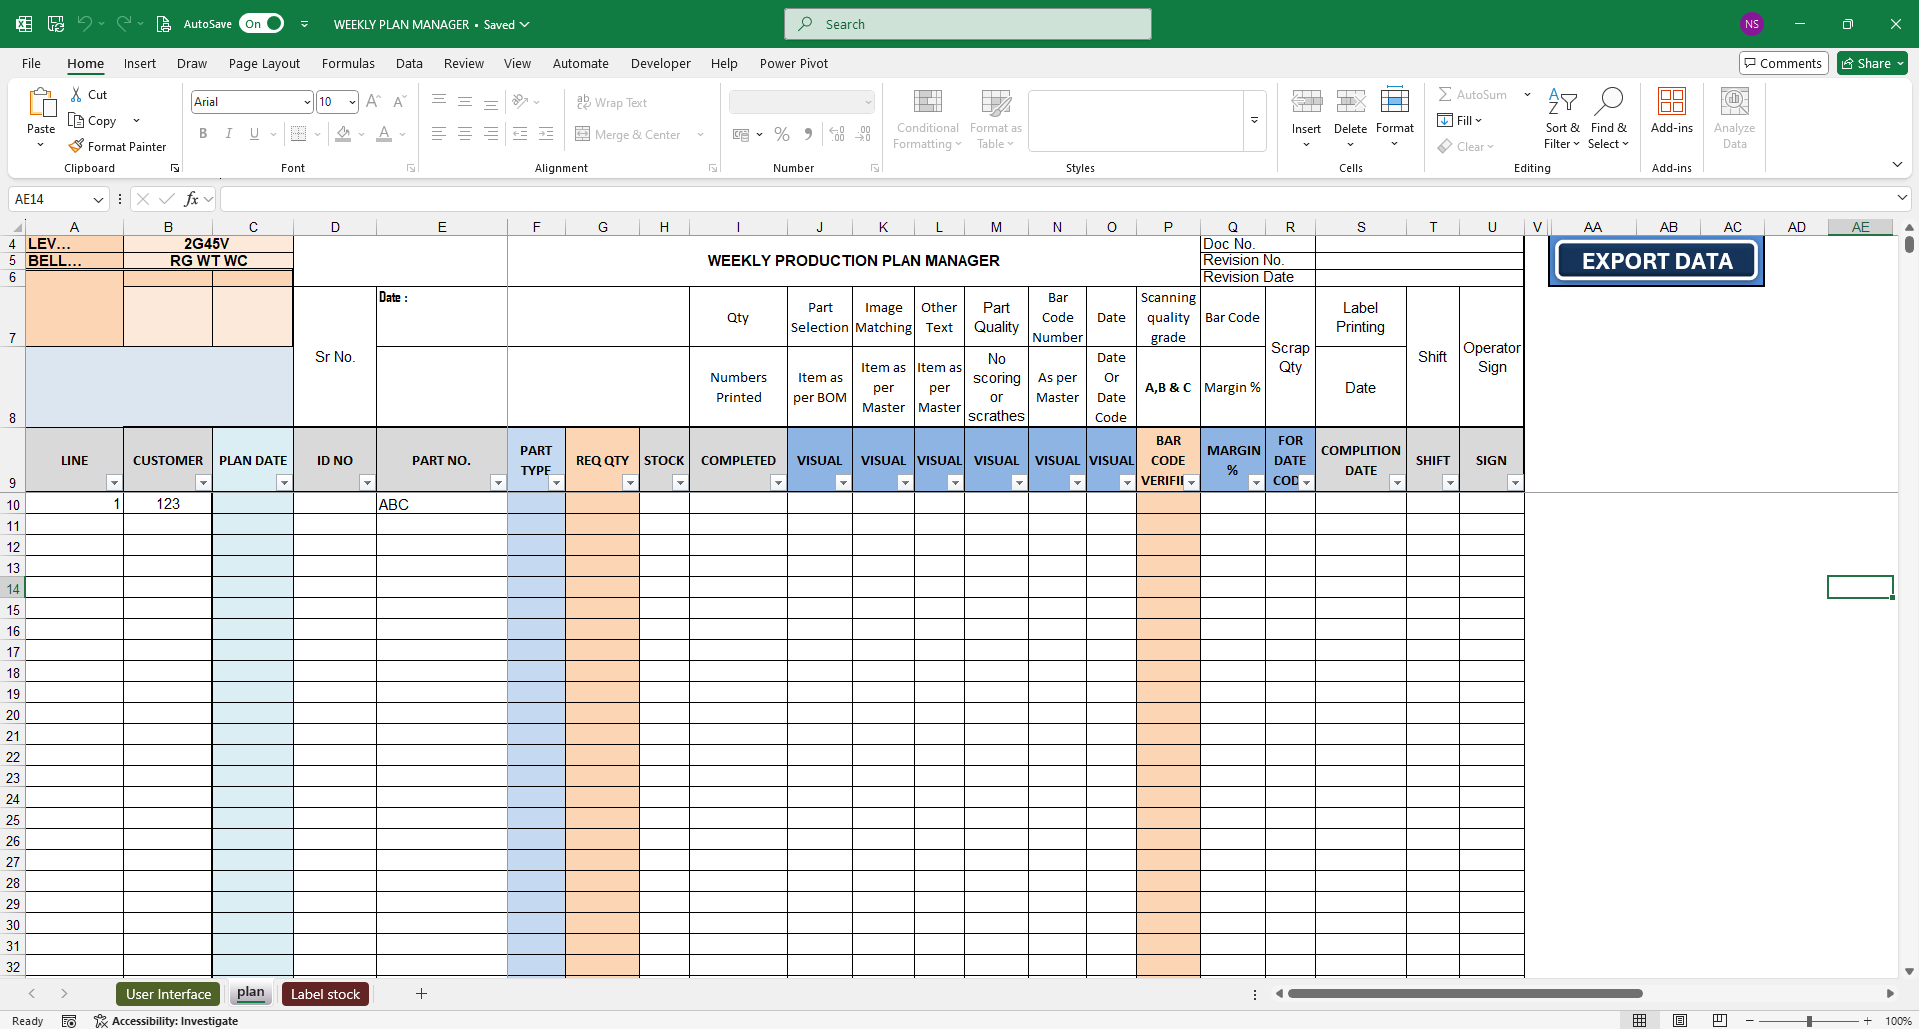 AutoSave On WEEKLY PLAN MANAGER • Saved Search NS
File Home Insert Draw Page Layout Formulas Data Review View Automate Developer Help Power Pivot Comments Share
Paste Cut Copy Format Painter
Clipboard
Arial 10
B I U A
Font
Wrap Text
Merge & Center
Alignment
%
Number
Conditional Formatting
Format as Table
Styles
Insert Delete Format
Cells
AutoSum
Fill
Clear
Sort & Filter
Find & Select
Editing
Add-ins
Add-ins
Analyze Data
AE14 fx
A B C D E F G H I J K L M N O P Q R S T U V AA AB AC AD AE
4 LEV... 2G45V Doc No.
5 BELL... RG WT WC WEEKLY PRODUCTION PLAN MANAGER Revision No. EXPORT DATA
6 Revision Date
7 Sr No. Date : Qty Part Selection Image Matching Other Text Part Quality Bar Code Number Date Scanning quality grade Bar Code Scrap Qty Label Printing Shift Operator Sign
8 Numbers Printed Item as per BOM Item as per Master Item as per Master No scoring or scrathes As per Master Date Or Date Code A,B & C Margin % Date
9 LINE CUSTOMER PLAN DATE ID NO PART NO. PART TYPE REQ QTY STOCK COMPLETED VISUAL VISUAL VISUAL VISUAL VISUAL VISUAL BAR CODE MARGIN % FOR DATE COMPLITION DATE SHIFT SIGN
10 1 123 ABC
11
12
13
14
15
16
17
18
19
20
21
22
23
24
25
26
27
28
29
30
31
32
User Interface plan Label stock +
Ready Accessibility: Investigate 100%